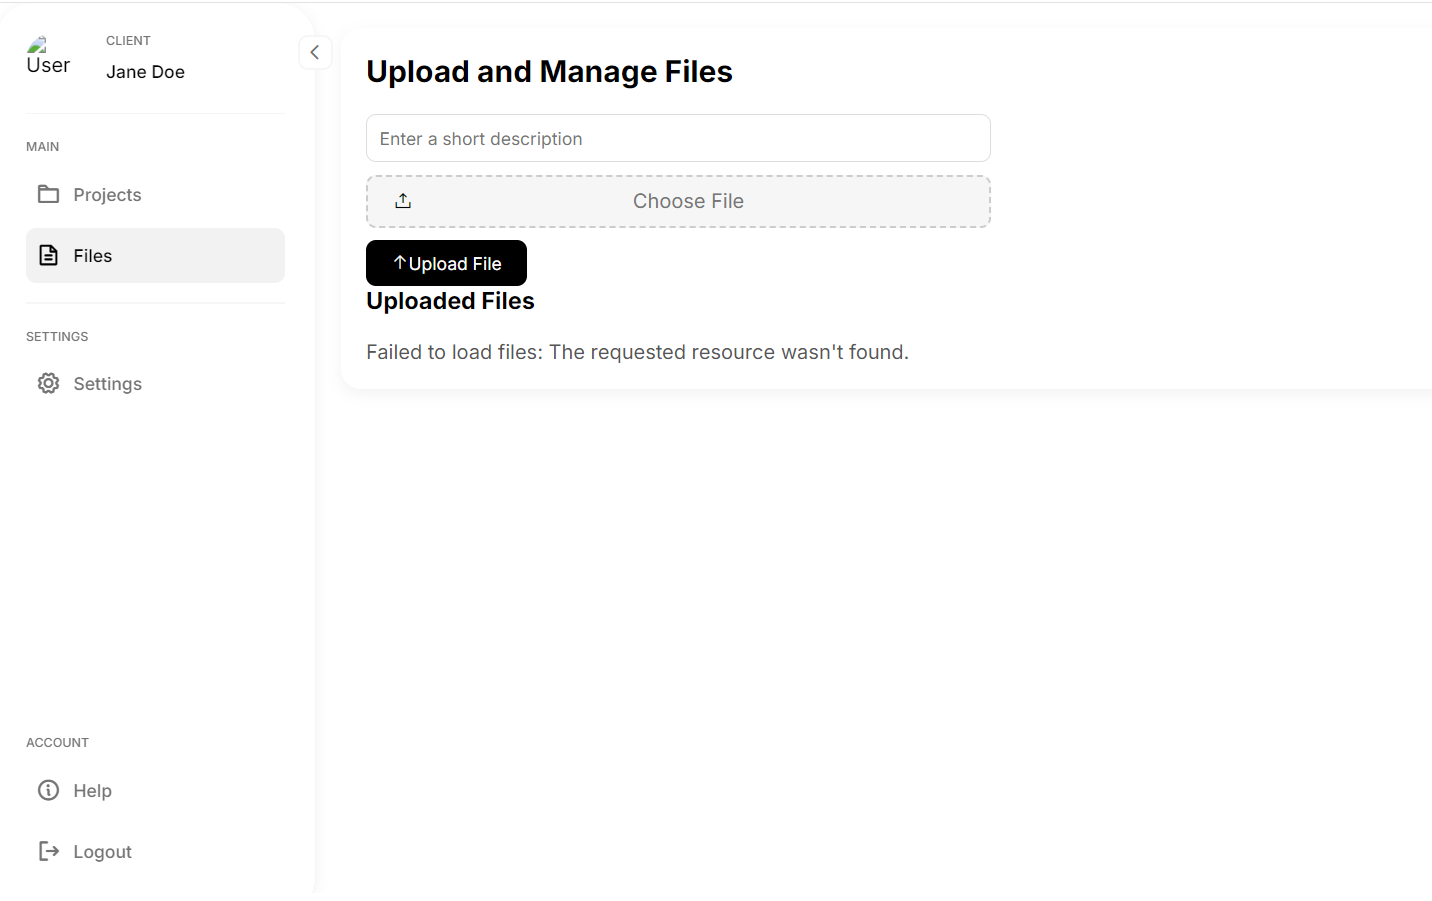 User
CLIENT
Jane Doe
MAIN
Projects
Files
SETTINGS
Settings
ACCOUNT
Help
Logout
Upload and Manage Files
Enter a short description
Choose File
↑Upload File
Uploaded Files
Failed to load files: The requested resource wasn't found.